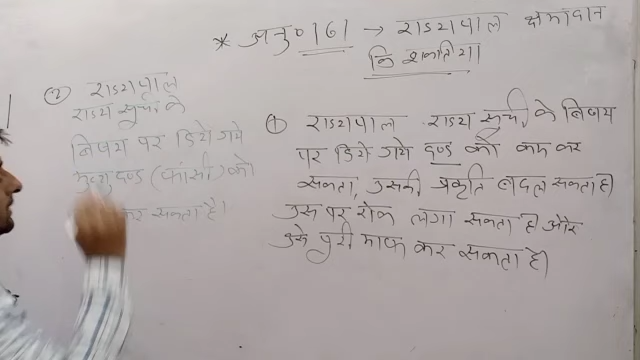 * अनु० 161 → राज्यपाल क्षमादान
कि शक्तिया
① राज्यपाल राज्य सूची के बिषय
पर दिये गये दण्ड को कम कर
सकता, उसकी प्रकृति बदल सकता है।
उस पर रोक लगा सकता है और
उसे पुरी माफ कर सकता है।
② राज्यपाल
राज्य सूची के
बिषय पर दिये गये
मृत्युदण्ड (फांसी) को
कर सकता है।